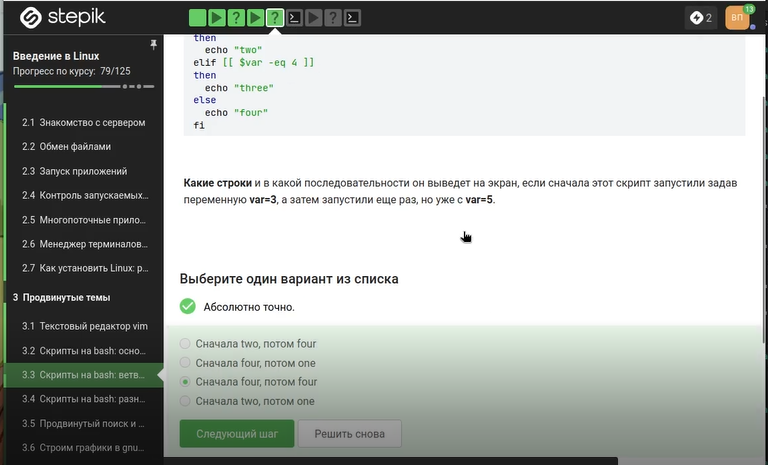 stepik
?
?
?
2
ВП
13
Введение в Linux
Прогресс по курсу: 79/125
2.1 Знакомство с сервером
2.2 Обмен файлами
2.3 Запуск приложений
2.4 Контроль запускаемых...
2.5 Многопоточные прило...
2.6 Менеджер терминалов...
2.7 Как установить Linux: р...
3 Продвинутые темы
3.1 Текстовый редактор vim
3.2 Скрипты на bash: осно...
3.3 Скрипты на bash: ветв...
3.4 Скрипты на bash: разн...
3.5 Продвинутый поиск и ...
3.6 Строим графики в gnu...
then
echo "two"
elif [[ $var -eq 4 ]]
then
echo "three"
else
echo "four"
fi
Какие строки и в какой последовательности он выведет на экран, если сначала этот скрипт запустили задав
переменную var=3, а затем запустили еще раз, но уже с var=5.
Выберите один вариант из списка
Абсолютно точно.
Сначала two, потом four
Сначала four, потом one
Сначала four, потом four
Сначала two, потом one
Следующий шаг
Решить снова